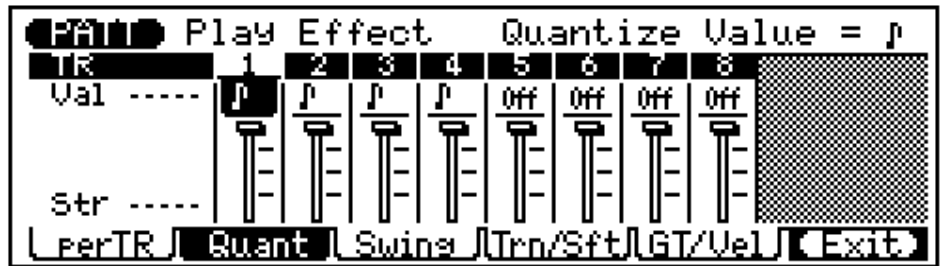 PATT Play Effect Quantize Value = ♪
TR 1 2 3 4 5 6 7 8
Val ----- ♪ ♪ ♪ ♪ Off Off Off Off
Str -----
perTR Quant Swing Trn/Sft GT/Vel Exit